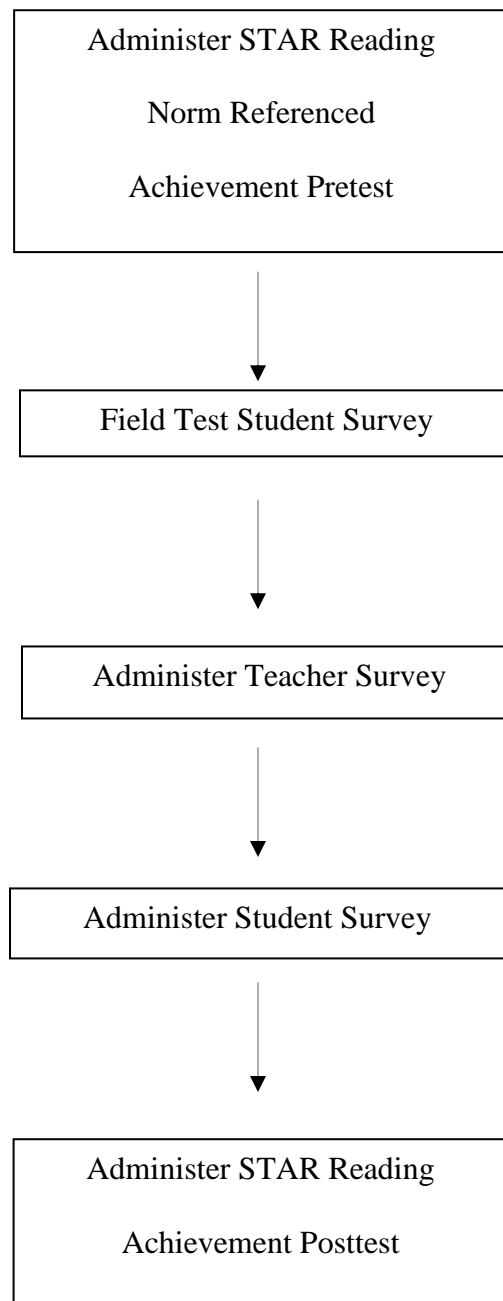 Administer STAR Reading
Norm Referenced
Achievement Pretest
Field Test Student Survey
Administer Teacher Survey
Administer Student Survey
Administer STAR Reading
Achievement Posttest